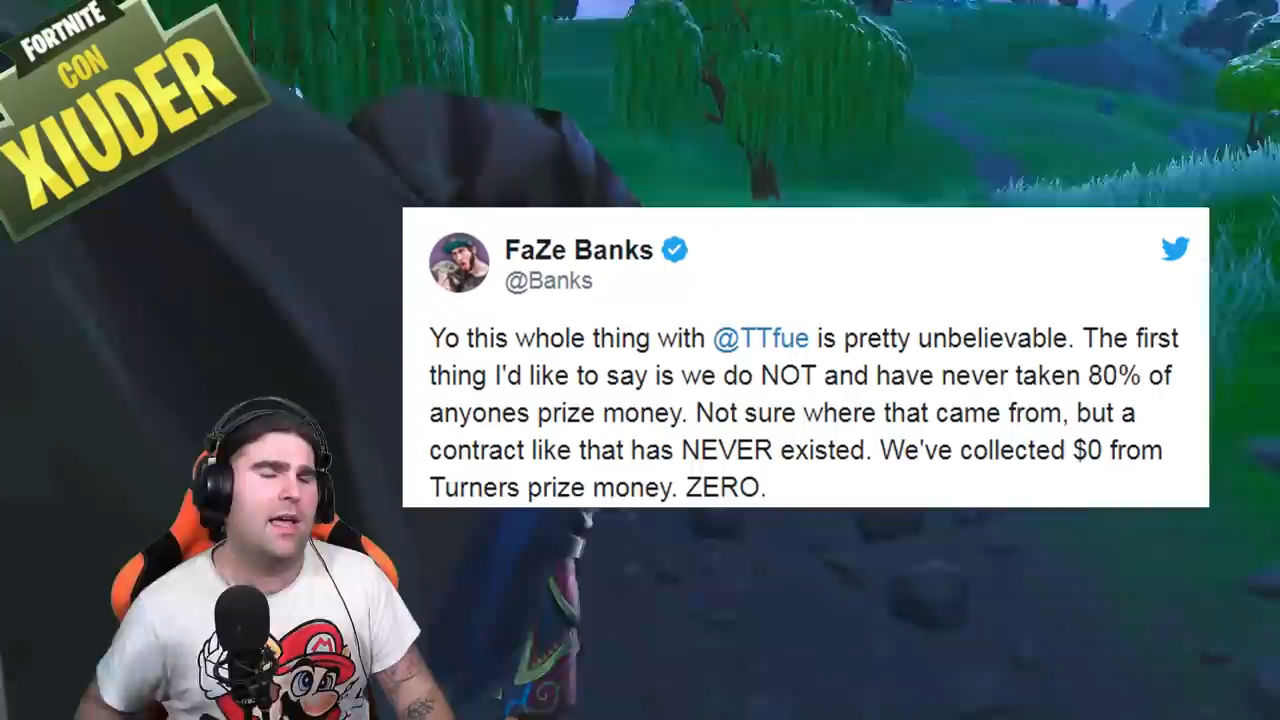 FORTNITE
CON
XIUDER
FaZe Banks
@Banks
Yo this whole thing with @TTfue is pretty unbelievable. The first
thing I'd like to say is we do NOT and have never taken 80% of
anyones prize money. Not sure where that came from, but a
contract like that has NEVER existed. We've collected $0 from
Turners prize money. ZERO.
M